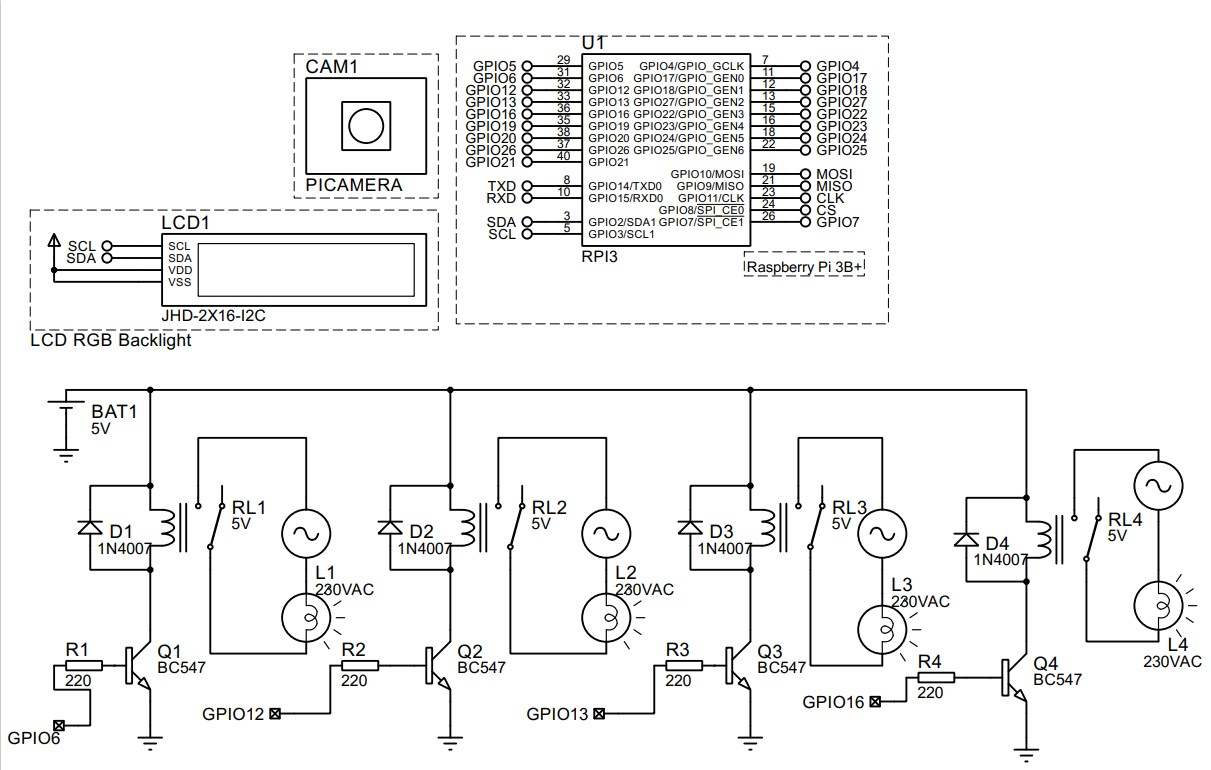 CAM1
PICAMERA
U1
GPIO5 29 GPIO5 GPIO4/GPIO_GCLK 7 GPIO4
GPIO6 31 GPIO6 GPIO17/GPIO_GEN0 11 GPIO17
GPIO12 32 GPIO12 GPIO18/GPIO_GEN1 12 GPIO18
GPIO13 33 GPIO13 GPIO27/GPIO_GEN2 13 GPIO27
GPIO16 36 GPIO16 GPIO22/GPIO_GEN3 15 GPIO22
GPIO19 35 GPIO19 GPIO23/GPIO_GEN4 16 GPIO23
GPIO20 38 GPIO20 GPIO24/GPIO_GEN5 18 GPIO24
GPIO26 37 GPIO26 GPIO25/GPIO_GEN6 22 GPIO25
GPIO21 40 GPIO21
GPIO10/MOSI 19 MOSI
TXD 8 GPIO14/TXD0 GPIO9/MISO 21 MISO
RXD 10 GPIO15/RXD0 GPIO11/CLK 23 CLK
GPIO8/SPI_CE0 24 CS
SDA 3 GPIO2/SDA1 GPIO7/SPI_CE1 26 GPIO7
SCL 5 GPIO3/SCL1
RPI3
Raspberry Pi 3B+
LCD1
SCL SCL
SDA SDA
VDD
VSS
JHD-2X16-I2C
LCD RGB Backlight
BAT1
5V
RL1
5V
D1
1N4007
L1
230VAC
R1
220
Q1
BC547
GPIO6
RL2
5V
D2
1N4007
L2
230VAC
R2
220
Q2
BC547
GPIO12
RL3
5V
D3
1N4007
L3
230VAC
R3
220
Q3
BC547
GPIO13
RL4
5V
D4
1N4007
L4
230VAC
R4
220
Q4
BC547
GPIO16